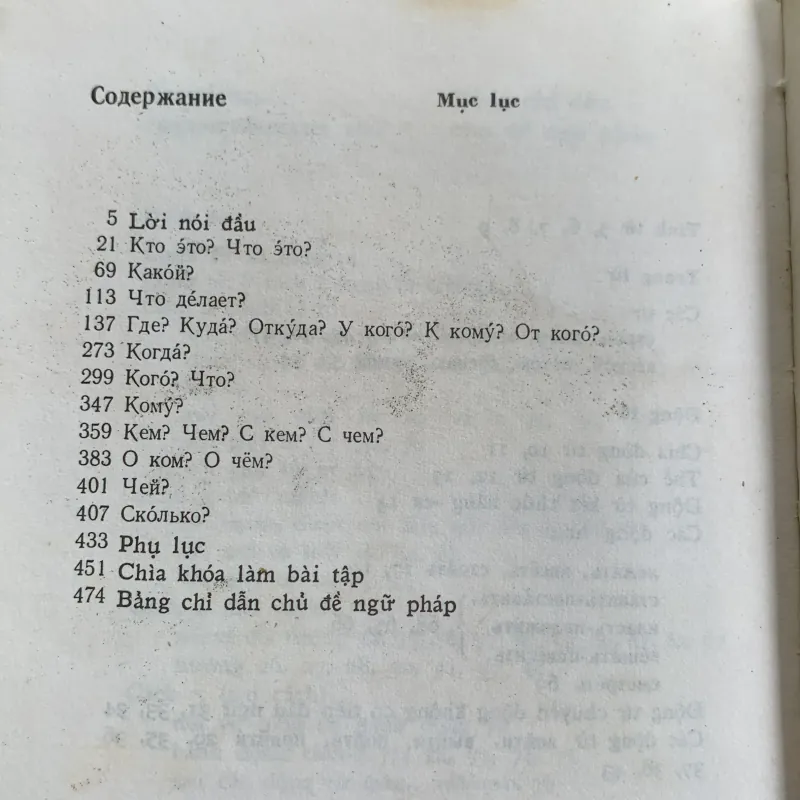 Содержание Mục lục
5 Lời nói đầu
21 Кто э́то? Что э́то?
69 Како́й?
113 Что де́лает?
137 Где? Куда́? Отку́да? У кого́? К кому́? От кого́?
273 Когда́?
299 Кого́? Что?
347 Кому́?
359 Кем? Чем? С кем? С чем?
383 О ком? О чём?
401 Чей?
407 Ско́лько?
433 Phụ lục
451 Chìa khóa làm bài tập
474 Bảng chỉ dẫn chủ đề ngữ pháp